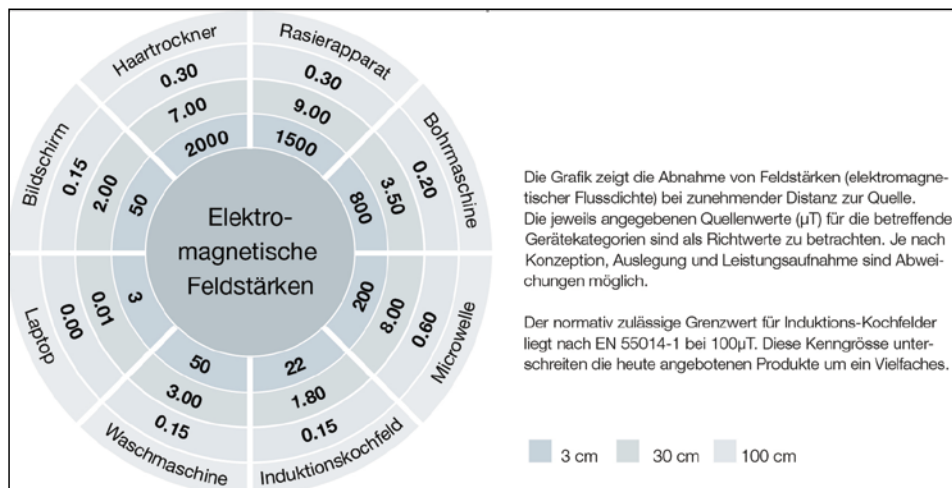 Haartrockner
0.30
7.00
2000
Rasierapparat
0.30
9.00
1500
Bohrmaschine
0.20
3.50
800
Microwelle
0.60
8.00
200
Induktionskochfeld
0.15
1.80
22
Waschmaschine
0.15
3.00
50
Laptop
0.00
0.01
3
Bildschirm
0.15
2.00
50
Elektro-
magnetische
Feldstärken
Die Grafik zeigt die Abnahme von Feldstärken (elektromagne-
tischer Flussdichte) bei zunehmender Distanz zur Quelle.
Die jeweils angegebenen Quellenwerte (µT) für die betreffende
Gerätekategorien sind als Richtwerte zu betrachten. Je nach
Konzeption, Auslegung und Leistungsaufnahme sind Abwei-
chungen möglich.
Der normativ zulässige Grenzwert für Induktions-Kochfelder
liegt nach EN 55014-1 bei 100µT. Diese Kenngrösse unter-
schreiten die heute angebotenen Produkte um ein Vielfaches.
3 cm
30 cm
100 cm